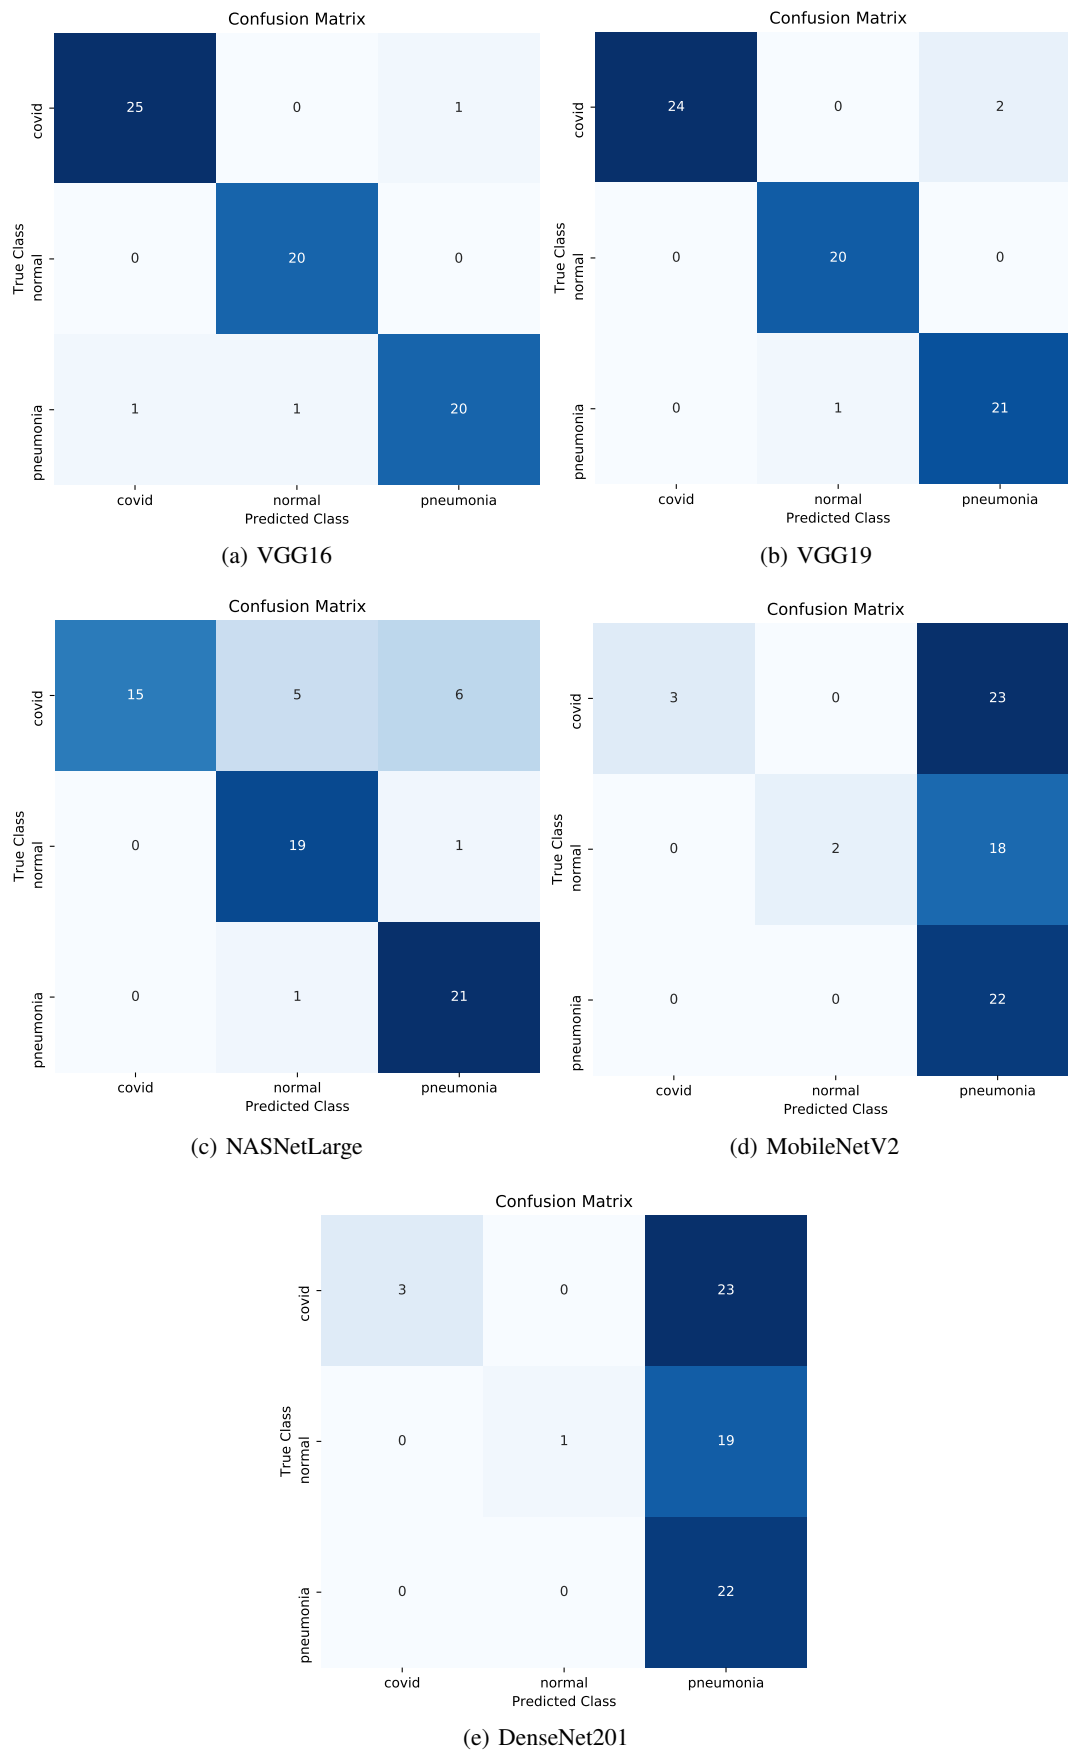 Confusion Matrix
covid 25 0 1
normal 0 20 0
pneumonia 1 1 20
True Class
covid normal pneumonia
Predicted Class
(a) VGG16
Confusion Matrix
covid 24 0 2
normal 0 20 0
pneumonia 0 1 21
True Class
covid normal pneumonia
Predicted Class
(b) VGG19
Confusion Matrix
covid 15 5 6
normal 0 19 1
pneumonia 0 1 21
True Class
covid normal pneumonia
Predicted Class
(c) NASNetLarge
Confusion Matrix
covid 3 0 23
normal 0 2 18
pneumonia 0 0 22
True Class
covid normal pneumonia
Predicted Class
(d) MobileNetV2
Confusion Matrix
covid 3 0 23
normal 0 1 19
pneumonia 0 0 22
True Class
covid normal pneumonia
Predicted Class
(e) DenseNet201